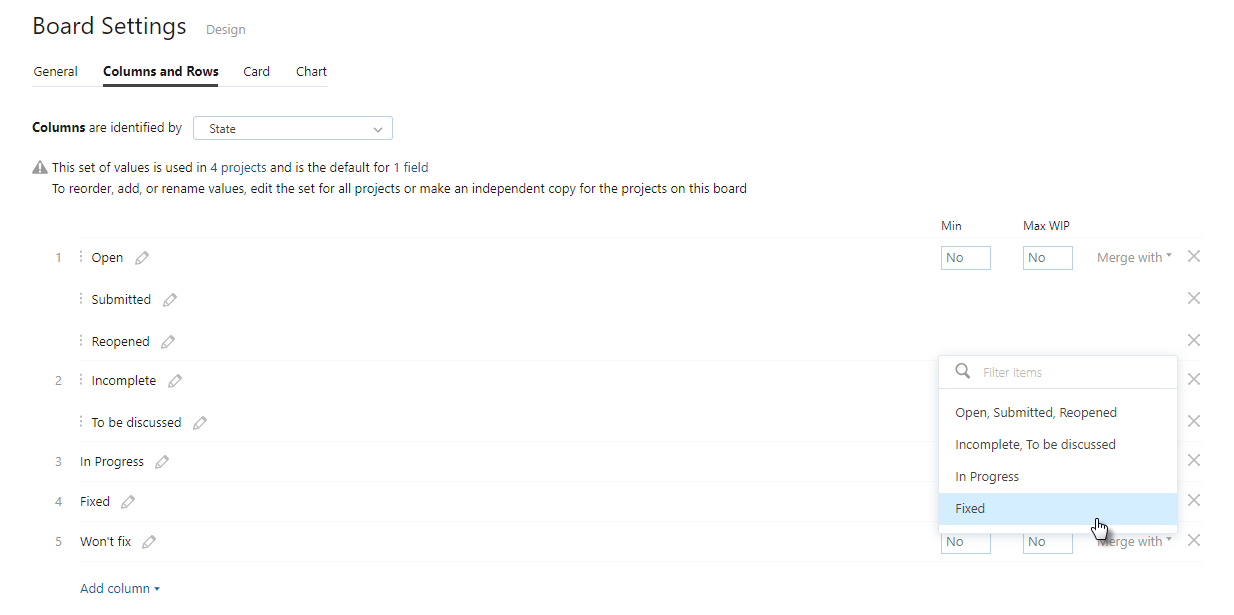 Board Settings Design
General Columns and Rows Card Chart
Columns are identified by State
This set of values is used in 4 projects and is the default for 1 field
To reorder, add, or rename values, edit the set for all projects or make an independent copy for the projects on this board
Min Max WIP
1 Open No No Merge with
Submitted
Reopened
2 Incomplete
To be discussed
3 In Progress
4 Fixed
5 Won't fix No No Merge with
Filter items
Open, Submitted, Reopened
Incomplete, To be discussed
In Progress
Fixed
Add column